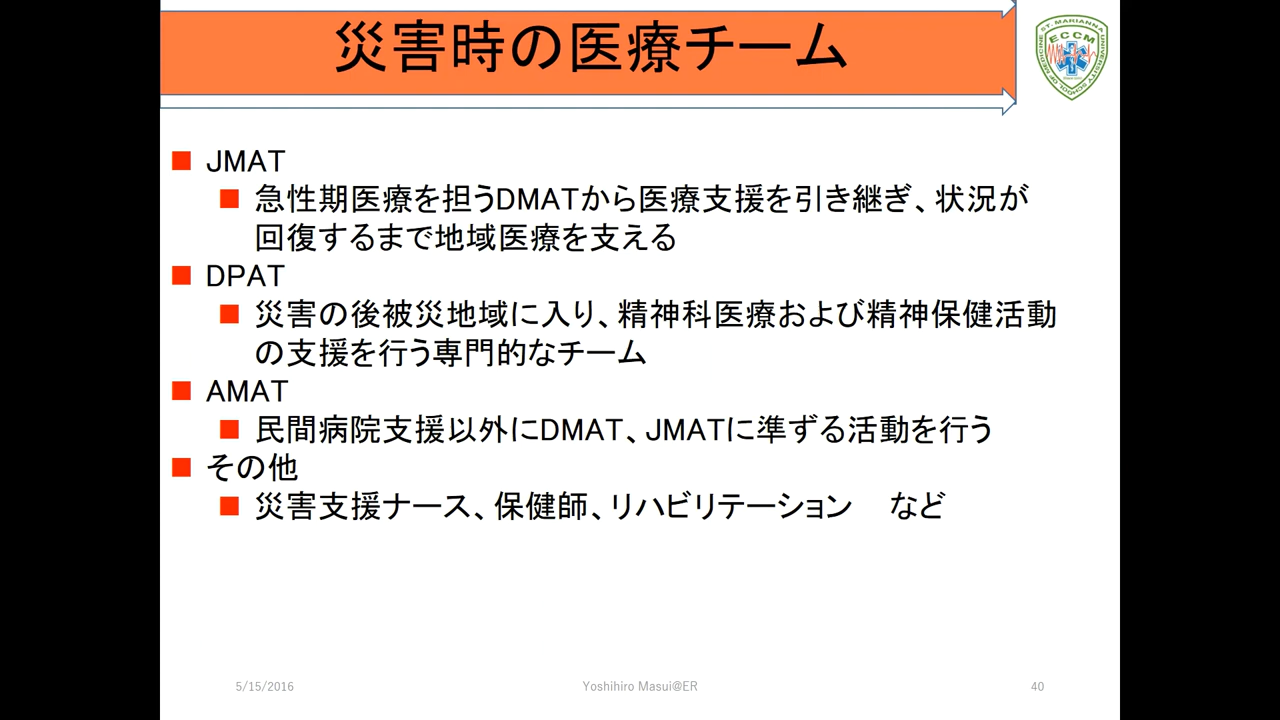 災害時の医療チーム
ST. MARIANNA UNIVERSITY SCHOOL OF MEDICINE
ECCM
JMAT
急性期医療を担うDMATから医療支援を引き継ぎ、状況が
回復するまで地域医療を支える
DPAT
災害の後被災地域に入り、精神科医療および精神保健活動
の支援を行う専門的なチーム
AMAT
民間病院支援以外にDMAT、JMATに準ずる活動を行う
その他
災害支援ナース、保健師、リハビリテーション　など
5/15/2016
Yoshihiro Masui@ER
40